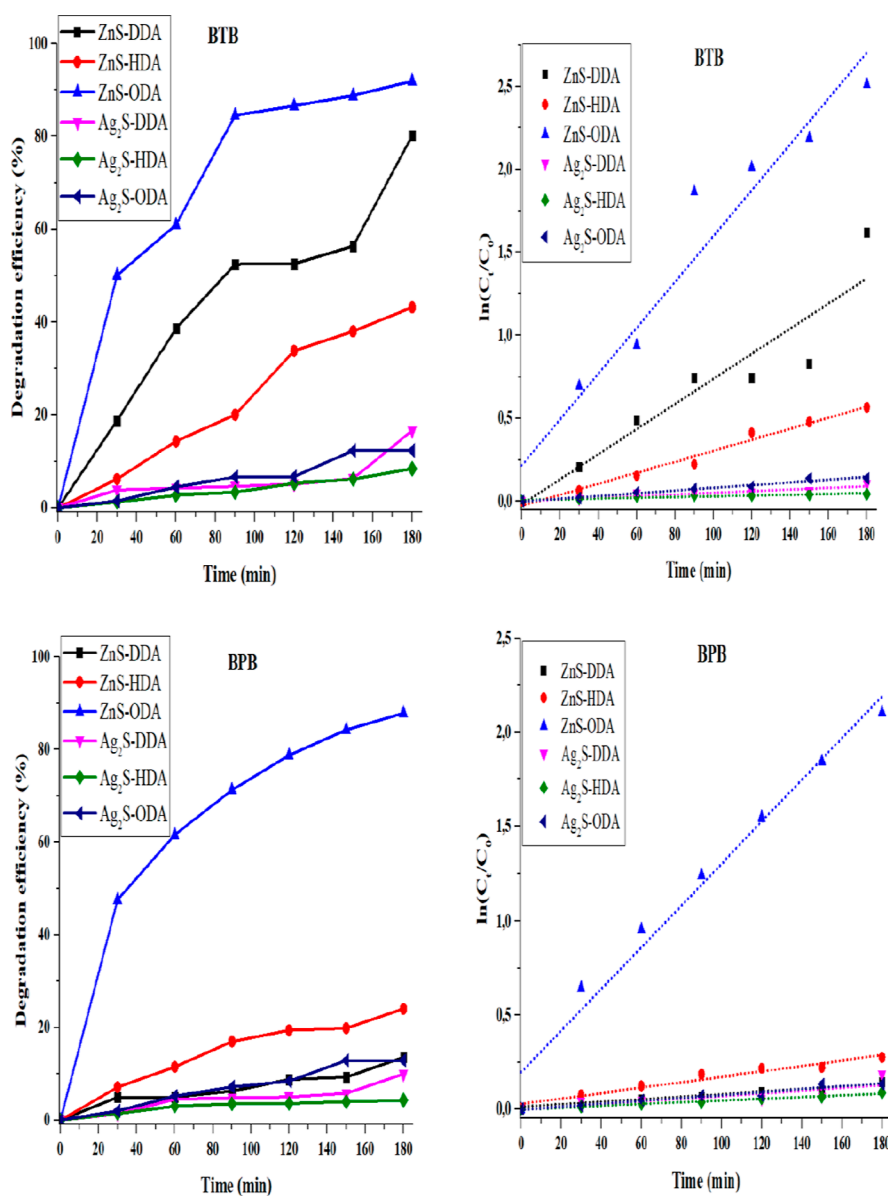 BTB
ZnS-DDA
ZnS-HDA
ZnS-ODA
Ag₂S-DDA
Ag₂S-HDA
Ag₂S-ODA
Degradation efficiency (%)
100
80
60
40
20
0
0 20 40 60 80 100 120 140 160 180
Time (min)
BTB
ZnS-DDA
ZnS-HDA
ZnS-ODA
Ag₂S-DDA
Ag₂S-HDA
Ag₂S-ODA
ln(Cₜ/C₀)
2,5
2,0
1,5
1,0
0,5
0,0
0 20 40 60 80 100 120 140 160 180
Time (min)
BPB
ZnS-DDA
ZnS-HDA
ZnS-ODA
Ag₂S-DDA
Ag₂S-HDA
Ag₂S-ODA
Degradation efficiency (%)
100
80
60
40
20
0
0 20 40 60 80 100 120 140 160 180
Time (min)
BPB
ZnS-DDA
ZnS-HDA
ZnS-ODA
Ag₂S-DDA
Ag₂S-HDA
Ag₂S-ODA
ln(Cₜ/C₀)
2,5
2,0
1,5
1,0
0,5
0,0
0 20 40 60 80 100 120 140 160 180
Time (min)